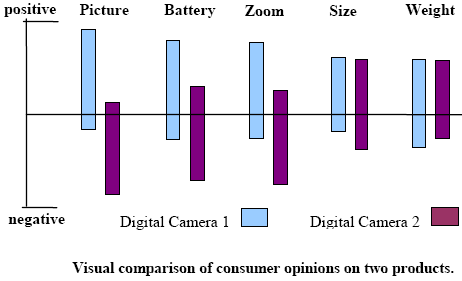 positive Picture Battery Zoom Size Weight
negative
Digital Camera 1 Digital Camera 2
Visual comparison of consumer opinions on two products.